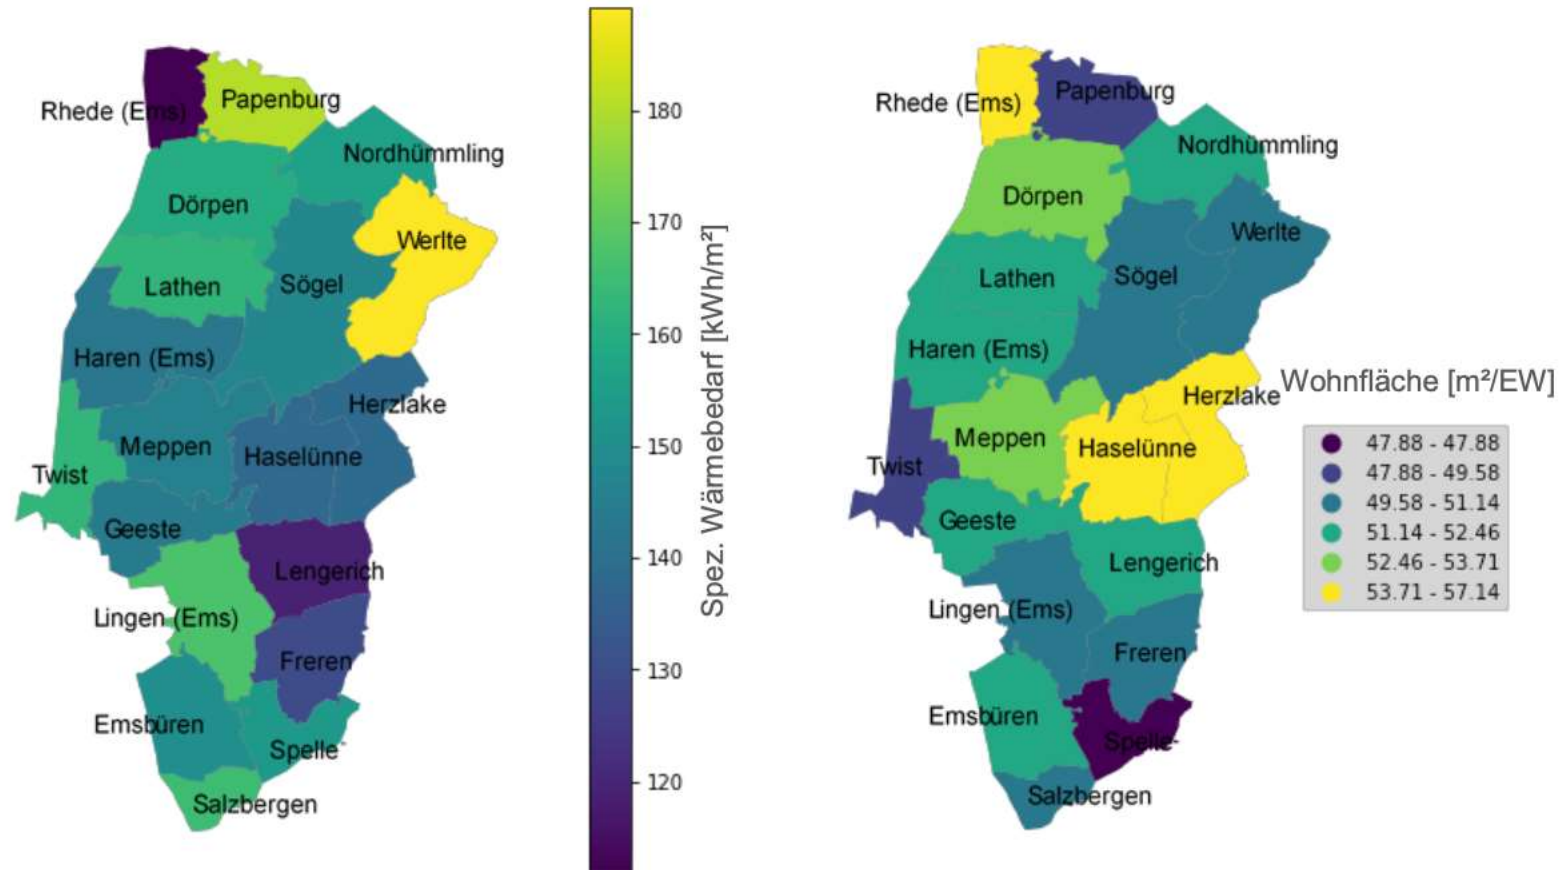 Rhede (Ems)
Papenburg
Nordhümmling
Dörpen
Werlte
Lathen
Sögel
Haren (Ems)
Herzlake
Meppen
Haselünne
Twist
Geeste
Lengerich
Lingen (Ems)
Freren
Emsbüren
Spelle
Salzbergen
180
170
160
150
140
130
120
Spez. Wärmebedarf [kWh/m²]
Rhede (Ems)
Papenburg
Nordhümmling
Dörpen
Werlte
Lathen
Sögel
Haren (Ems)
Herzlake
Meppen
Haselünne
Twist
Geeste
Lengerich
Lingen (Ems)
Freren
Emsbüren
Spelle
Salzbergen
Wohnfläche [m²/EW]
47.88 - 47.88
47.88 - 49.58
49.58 - 51.14
51.14 - 52.46
52.46 - 53.71
53.71 - 57.14